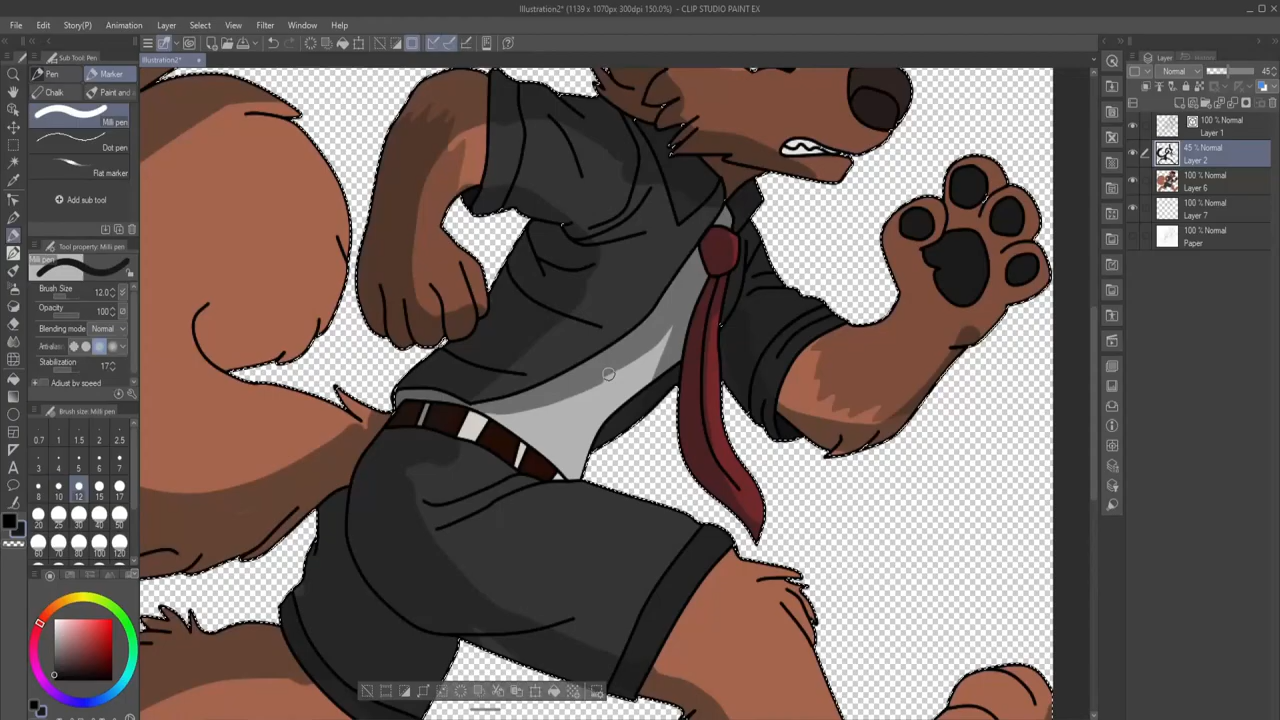 Illustration2* (1139 x 1070px 300dpi 150.0%) - CLIP STUDIO PAINT EX
File Edit Story(P) Animation Layer Select View Filter Window Help
Sub Tool Pen
Illustration2*
Layer
Pen Marker
Normal 45
Chalk Paint and
Milli pen
Dot pen
Flat marker
Add sub tool
100 % Normal
Layer 1
45 % Normal
Layer 2
100 % Normal
Layer 6
100 % Normal
Layer 7
100 % Normal
Paper
Tool property: Milli pen
Milli pen
Brush Size 12.0
Opacity 100
Blending mode Normal
Anti-alias
Stabilization 17
Adjust by speed
Brush size: Milli pen
0.7 1 1.5 2 2.5
3 4 5 6 7
8 10 12 15 17
20 25 30 40 50
60 70 80 100 120